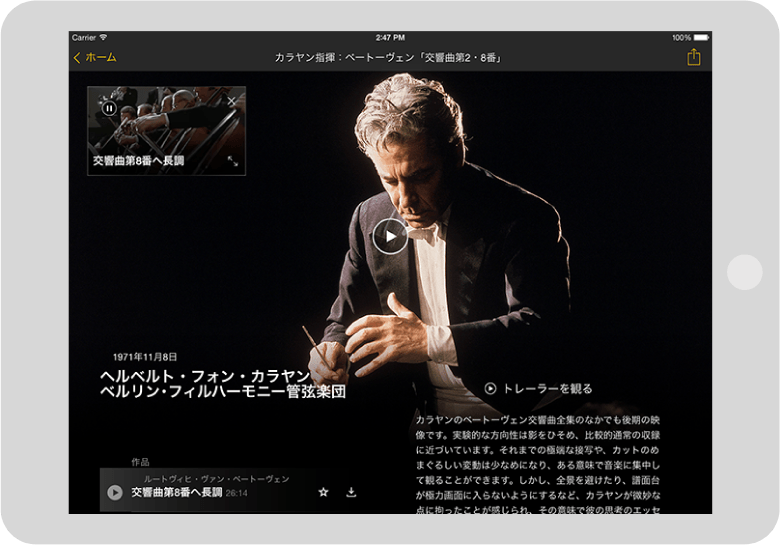 Carrier 2:47 PM 100%
ホーム カラヤン指揮：ベートーヴェン「交響曲第2・8番」
交響曲第8番ヘ長調
1971年11月8日
ヘルベルト・フォン・カラヤン
ベルリン・フィルハーモニー管弦楽団
トレーラーを観る
カラヤンのベートーヴェン交響曲全集のなかでも後期の映
像です。実験的な方向性は影をひそめ、比較的通常の収録
に近づいています。それまでの極端な接写や、カットのめ
まぐるしい変動は少なめになり、ある意味で音楽に集中し
て観ることができます。しかし、全景を避けたり、譜面台
が極力画面に入らないようにするなど、カラヤンが微妙な
点に拘ったことが感じられ、その意味で彼の思考のエッセ
作品
ルートヴィヒ・ヴァン・ベートーヴェン
交響曲第8番ヘ長調 26:14